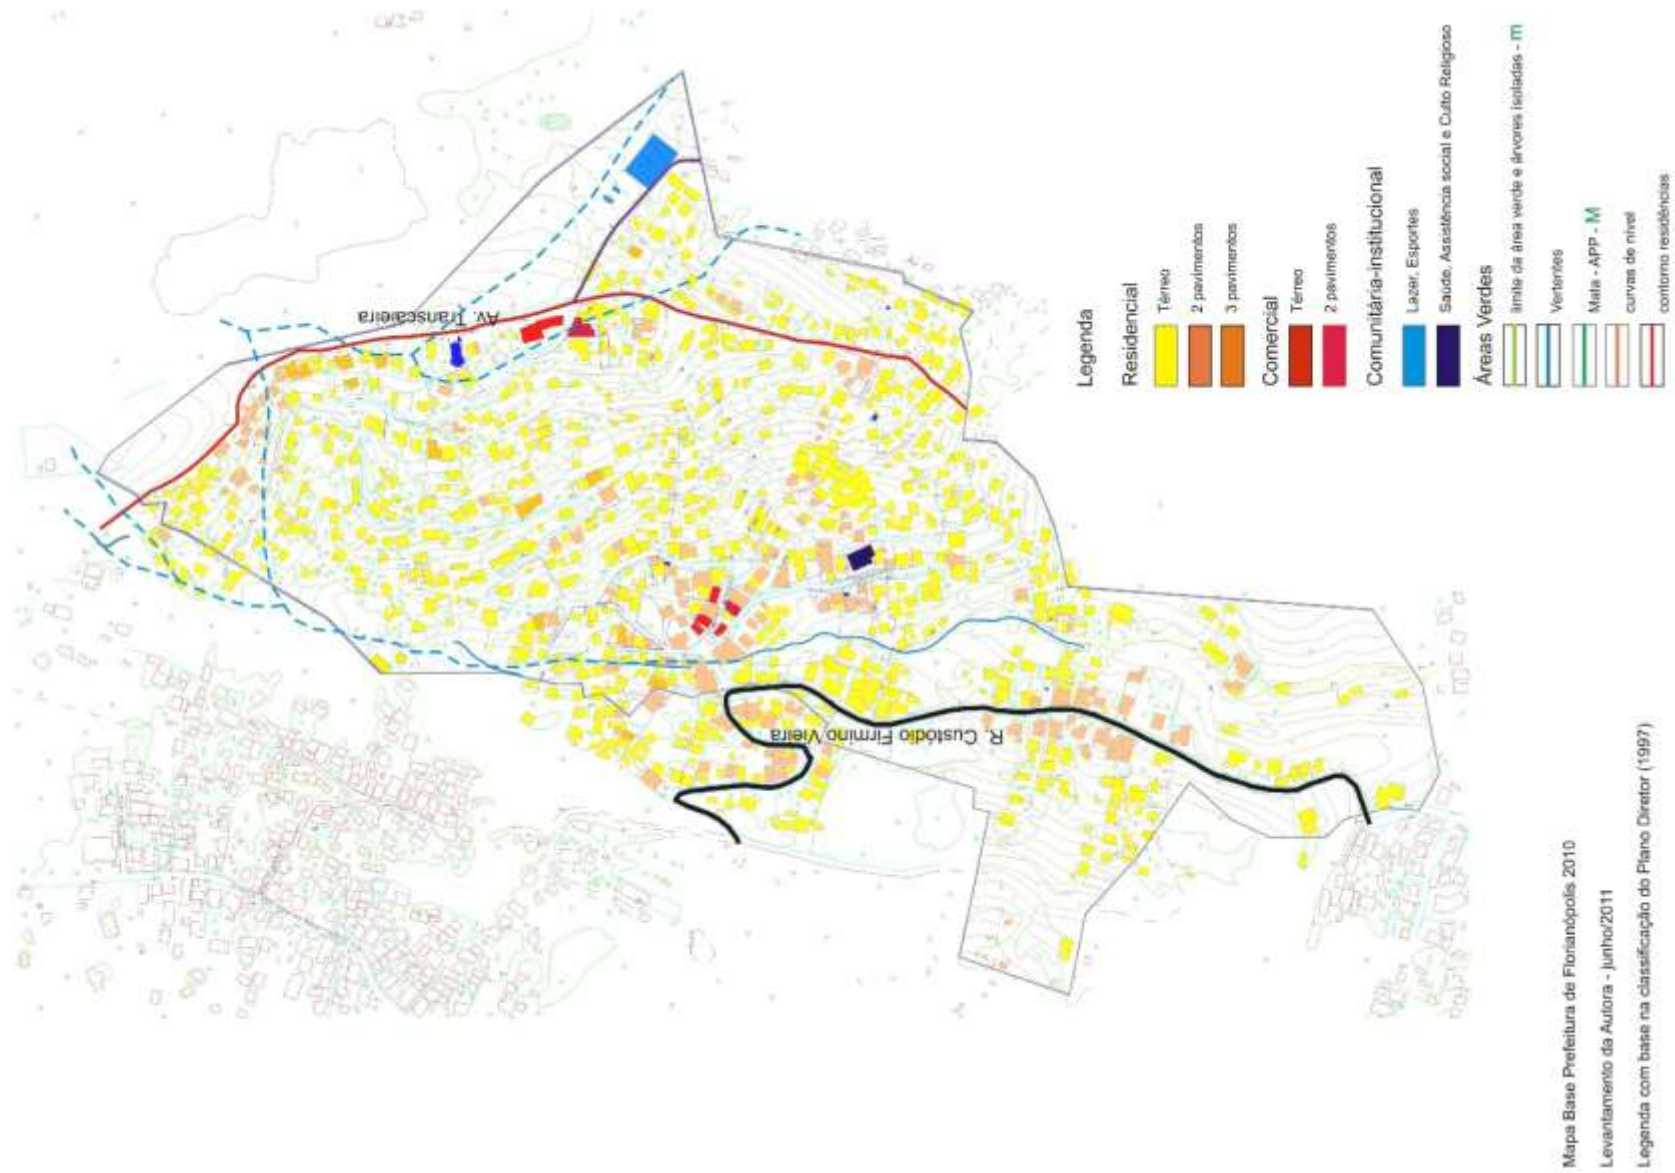 Av. Transcaieira
R. Custódio Firmino Vieira
Legenda
Residencial
Térreo
2 pavimentos
3 pavimentos
Comercial
Térreo
2 pavimentos
Comunitária-institucional
Lazer, Esportes
Saúde, Assistência social e Culto Religioso
Áreas Verdes
limite da área verde e árvores isoladas - m
Vertentes
Mata - APP - M
curvas de nível
contorno residências
Mapa Base Prefeitura de Florianópolis 2010
Levantamento da Autora - junho/2011
Legenda com base na classificação do Plano Diretor (1997)